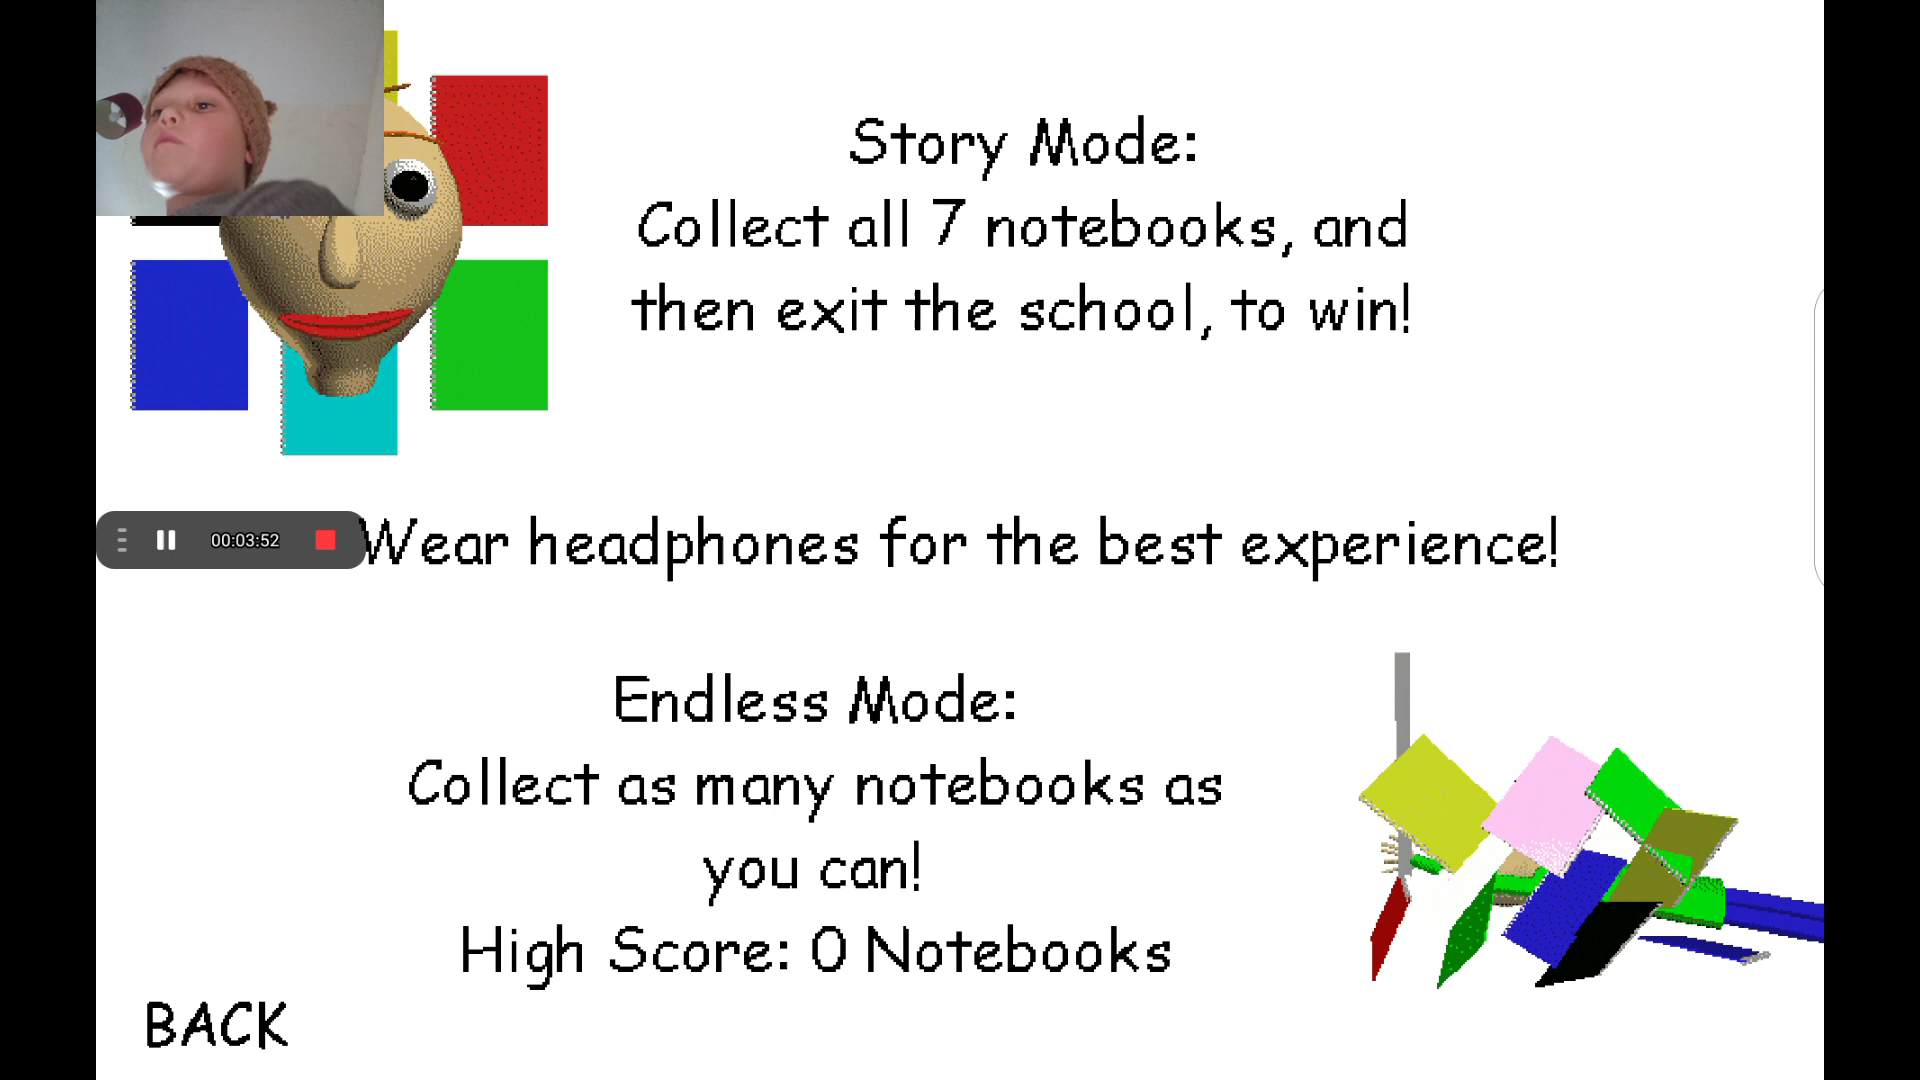 Story Mode:
Collect all 7 notebooks, and
then exit the school, to win!
00:03:52
Wear headphones for the best experience!
Endless Mode:
Collect as many notebooks as
you can!
High Score: 0 Notebooks
BACK